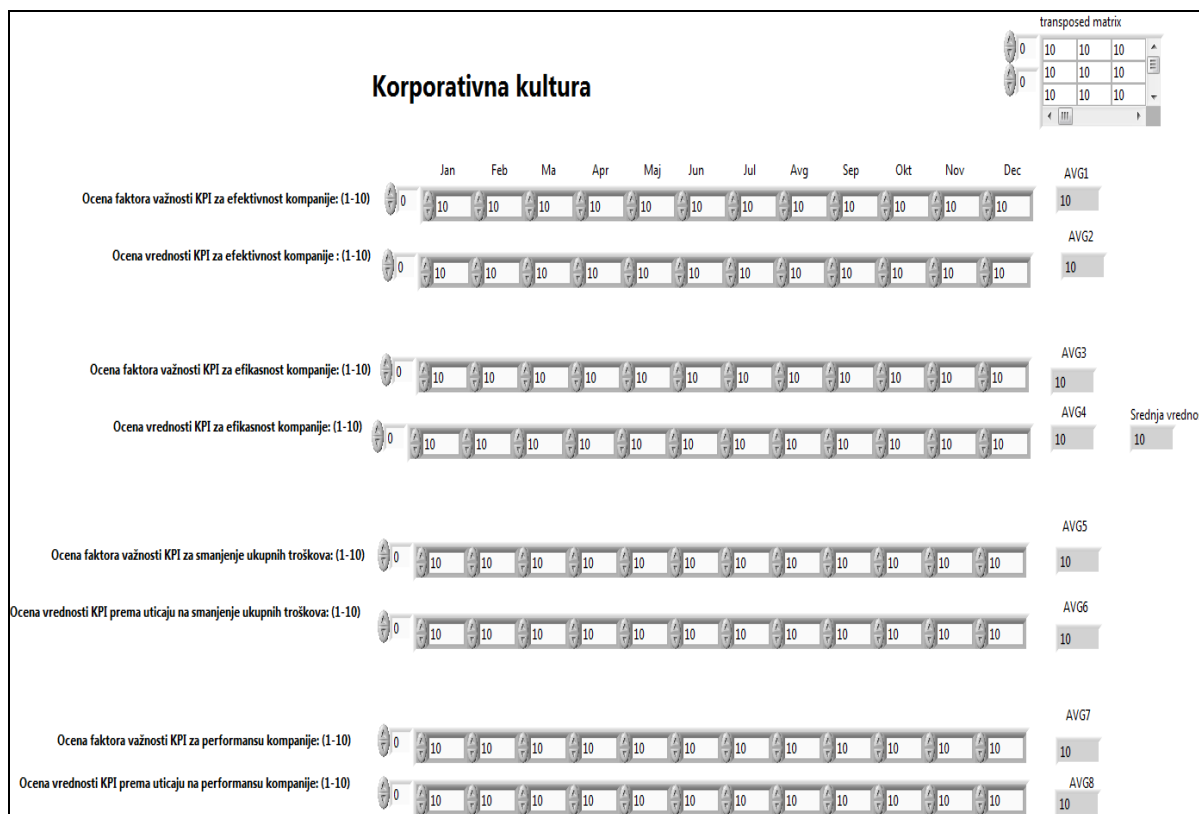 transposed matrix
0 10 10 10
0 10 10 10
10 10 10
Korporativna kultura
Jan Feb Ma Apr Maj Jun Jul Avg Sep Okt Nov Dec AVG1
Ocena faktora važnosti KPI za efektivnost kompanije: (1-10) 0 10 10 10 10 10 10 10 10 10 10 10 10 10
AVG2
Ocena vrednosti KPI za efektivnost kompanije : (1-10) 0 10 10 10 10 10 10 10 10 10 10 10 10 10
AVG3
Ocena faktora važnosti KPI za efikasnost kompanije: (1-10) 0 10 10 10 10 10 10 10 10 10 10 10 10 10
AVG4 Srednja vredno
Ocena vrednosti KPI za efikasnost kompanije: (1-10) 0 10 10 10 10 10 10 10 10 10 10 10 10 10 10
AVG5
Ocena faktora važnosti KPI za smanjenje ukupnih troškova: (1-10) 0 10 10 10 10 10 10 10 10 10 10 10 10 10
AVG6
Ocena vrednosti KPI prema uticaju na smanjenje ukupnih troškova: (1-10) 0 10 10 10 10 10 10 10 10 10 10 10 10 10
AVG7
Ocena faktora važnosti KPI za performansu kompanije: (1-10) 0 10 10 10 10 10 10 10 10 10 10 10 10 10
AVG8
Ocena vrednosti KPI prema uticaju na performansu kompanije: (1-10) 0 10 10 10 10 10 10 10 10 10 10 10 10 10